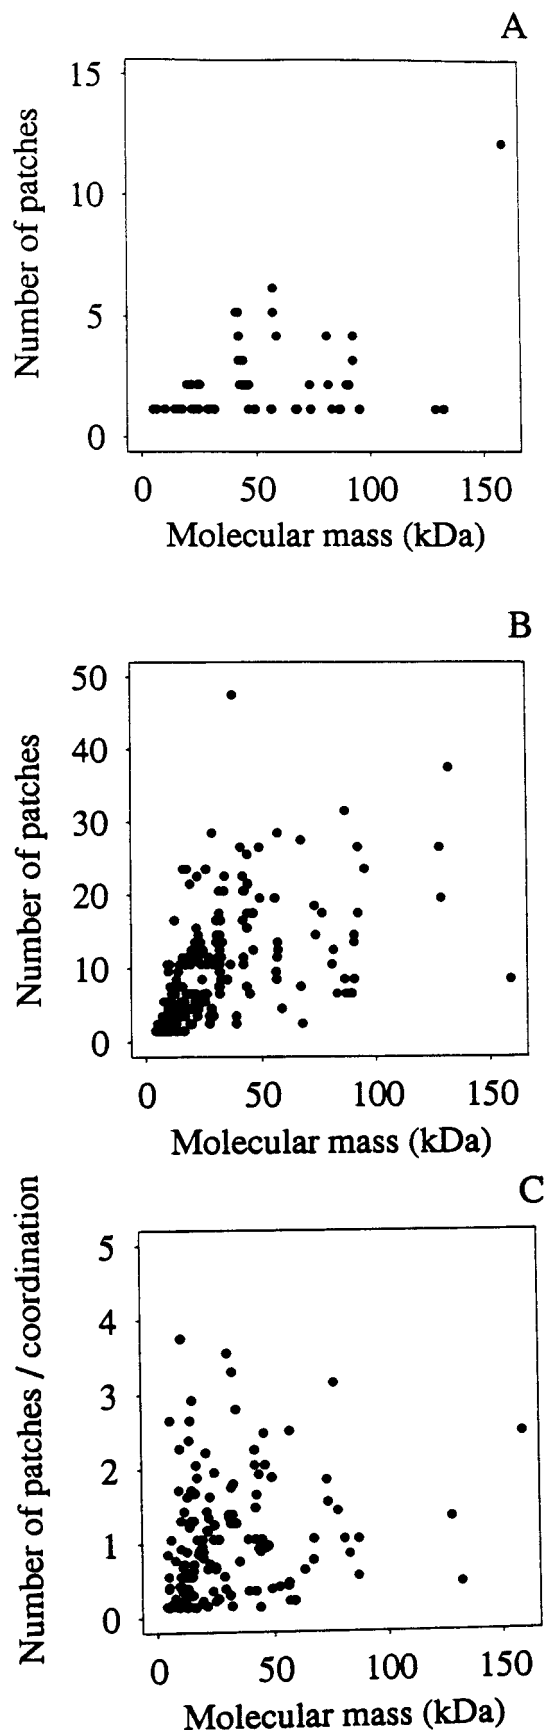 A
Number of patches
15
10
5
0
0 50 100 150
Molecular mass (kDa)
B
Number of patches
50
40
30
20
10
0
0 50 100 150
Molecular mass (kDa)
C
Number of patches / coordination
5
4
3
2
1
0
0 50 100 150
Molecular mass (kDa)